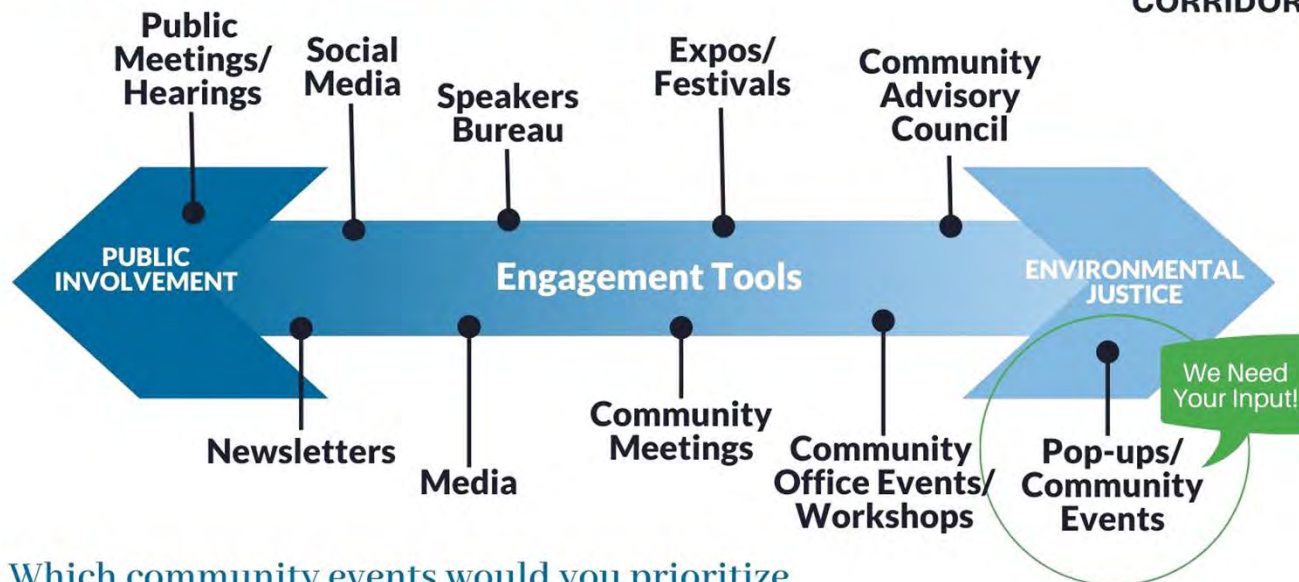 CORRIDOR
Public
Meetings/
Hearings
Social
Media
Speakers
Bureau
Expos/
Festivals
Community
Advisory
Council
PUBLIC
INVOLVEMENT
Engagement Tools
ENVIRONMENTAL
JUSTICE
Newsletters
Media
Community
Meetings
Community
Office Events/
Workshops
Pop-ups/
Community
Events
We Need
Your Input!
Which community events would you prioritize